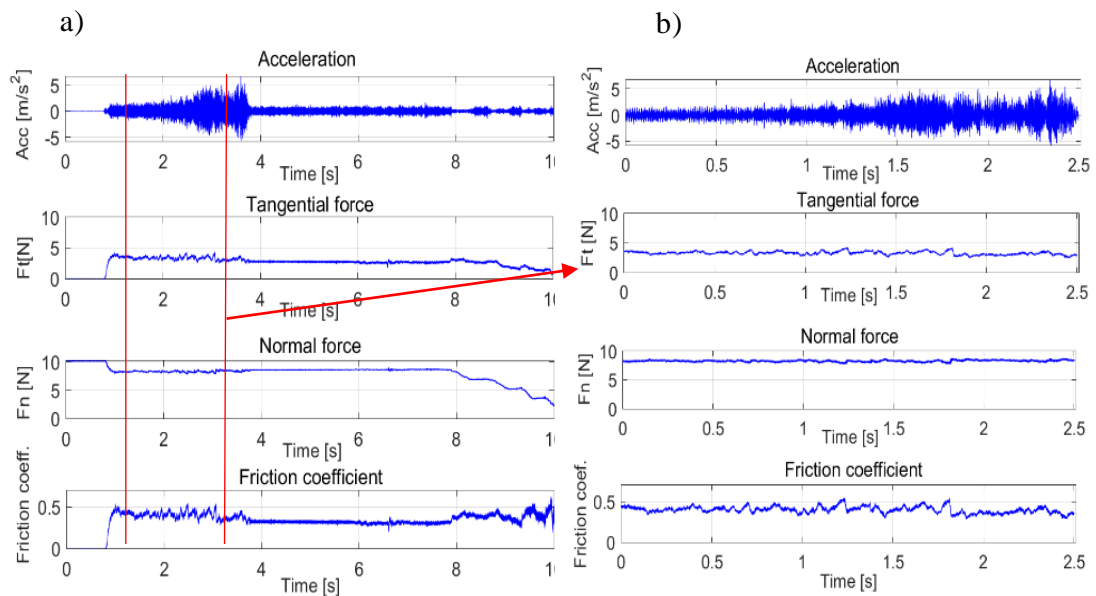 a)
Acceleration
Acc [m/s²]
5
0
-5
0 2 4 6 8 10
Time [s]
Tangential force
Ft[N]
10
5
0
0 2 4 6 8 10
Time [s]
Normal force
Fn [N]
10
5
0
0 2 4 6 8 10
Time [s]
Friction coefficient
Friction coeff.
0.5
0
0 2 4 6 8 10
Time [s]
b)
Acceleration
Acc [m/s²]
5
0
-5
0 0.5 1 1.5 2 2.5
Time [s]
Tangential force
Ft [N]
10
5
0
0 0.5 1 1.5 2 2.5
Time [s]
Normal force
Fn [N]
10
5
0
0 0.5 1 1.5 2 2.5
Time [s]
Friction coefficient
Friction coef.
0.5
0
0 0.5 1 1.5 2 2.5
Time [s]